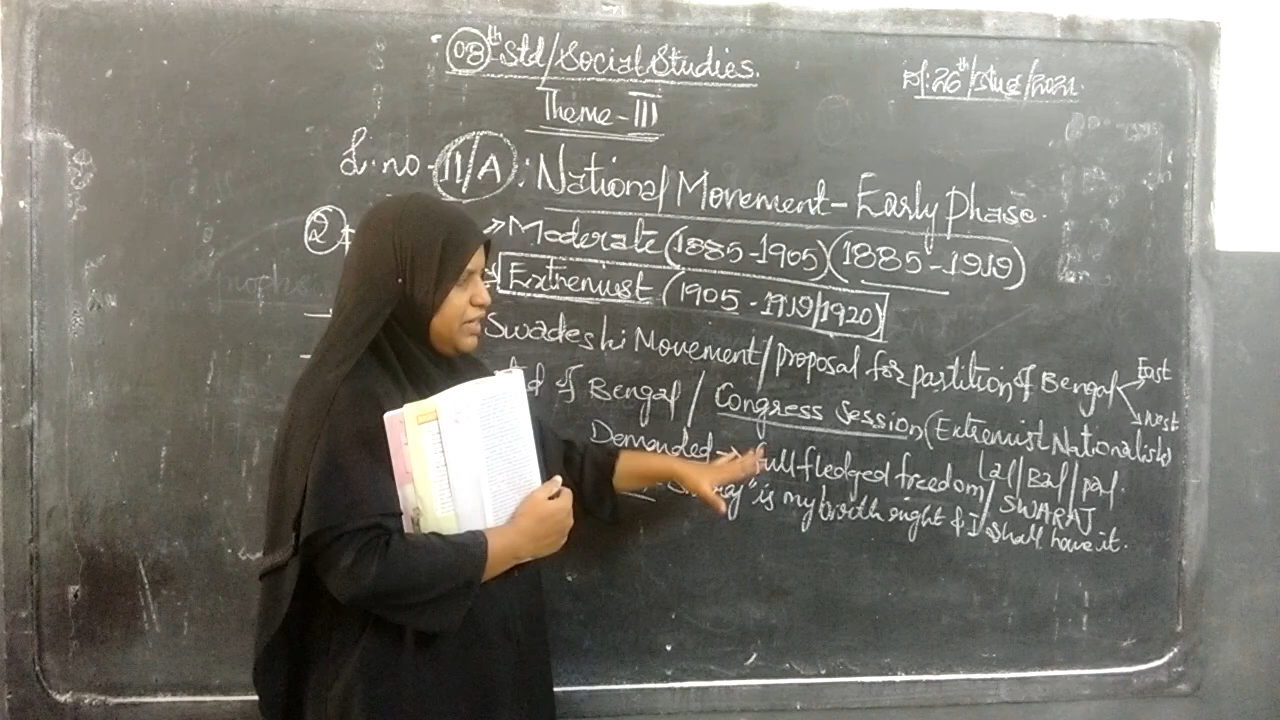 08th Std/Social Studies.
Dt: 26th/Aug/2021.
Theme-III
L.no-11/A: National Movement-Early phase.
2
→ Moderate (1885-1905) (1885-1919)
Extremist (1905-1919/1920)
Swadeshi Movement/proposal for partition of Bengal East
West
of Bengal/Congress Session (Extremist Nationalists)
Demanded → full fledged freedom/ Lal/Bal/pal.
SWARAJ
is my birth right & I shall have it.